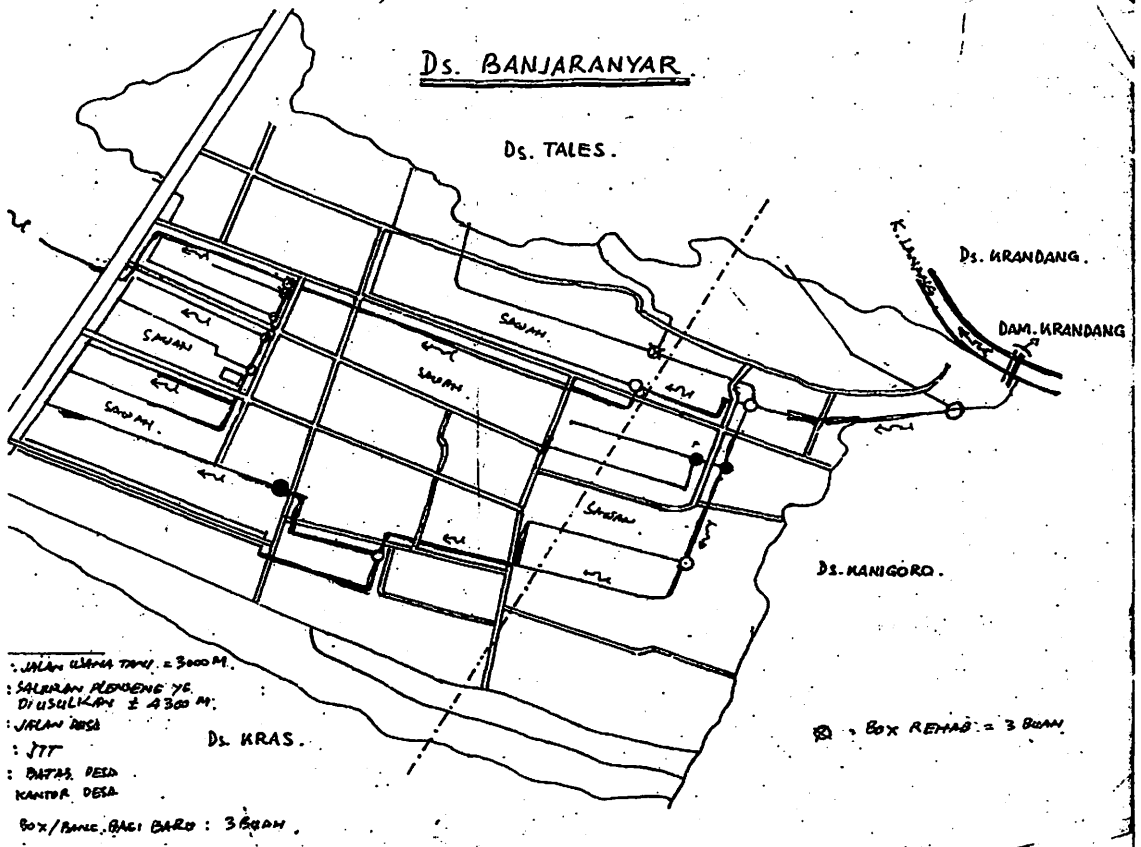 Ds. BANJARANYAR
Ds. TALES.
K. LANANG
Ds. KRANDANG.
DAM. KRANDANG
SAWAH
SAWAH
SAWAH
SAWAH.
SAWAH
Ds. KANIGORO.
: JALAN USAHA TANI. = 3000 M.
: SALURAN PLENGENG YG.
DIUSULKAN ± 4300 M.
: JALAN DESA
: JTT
: BATAS DESA
KANTOR DESA
BOX/BANG. BAGI BARU : 3 BUAH.
Ds. KRAS.
: BOX REHAB = 3 BUAH